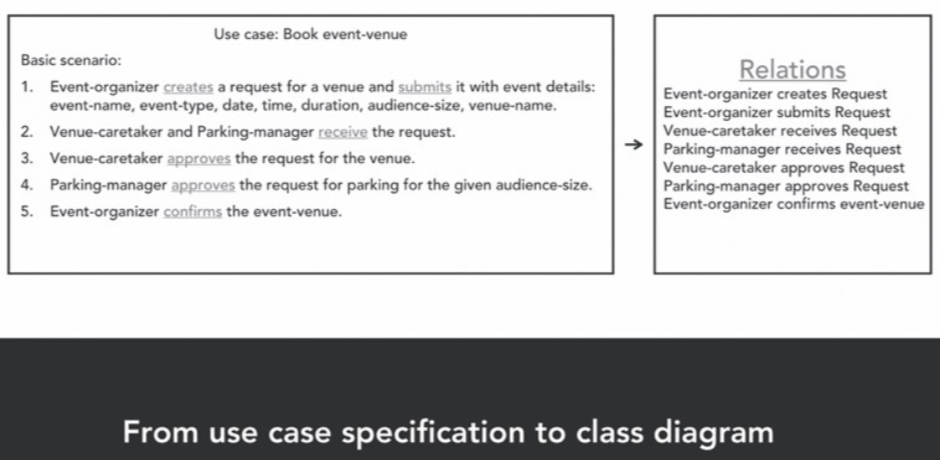 Use case: Book event-venue
Basic scenario:
1. Event-organizer creates a request for a venue and submits it with event details:
event-name, event-type, date, time, duration, audience-size, venue-name.
2. Venue-caretaker and Parking-manager receive the request.
3. Venue-caretaker approves the request for the venue.
4. Parking-manager approves the request for parking for the given audience-size.
5. Event-organizer confirms the event-venue.
→
Relations
Event-organizer creates Request
Event-organizer submits Request
Venue-caretaker receives Request
Parking-manager receives Request
Venue-caretaker approves Request
Parking-manager approves Request
Event-organizer confirms event-venue
From use case specification to class diagram